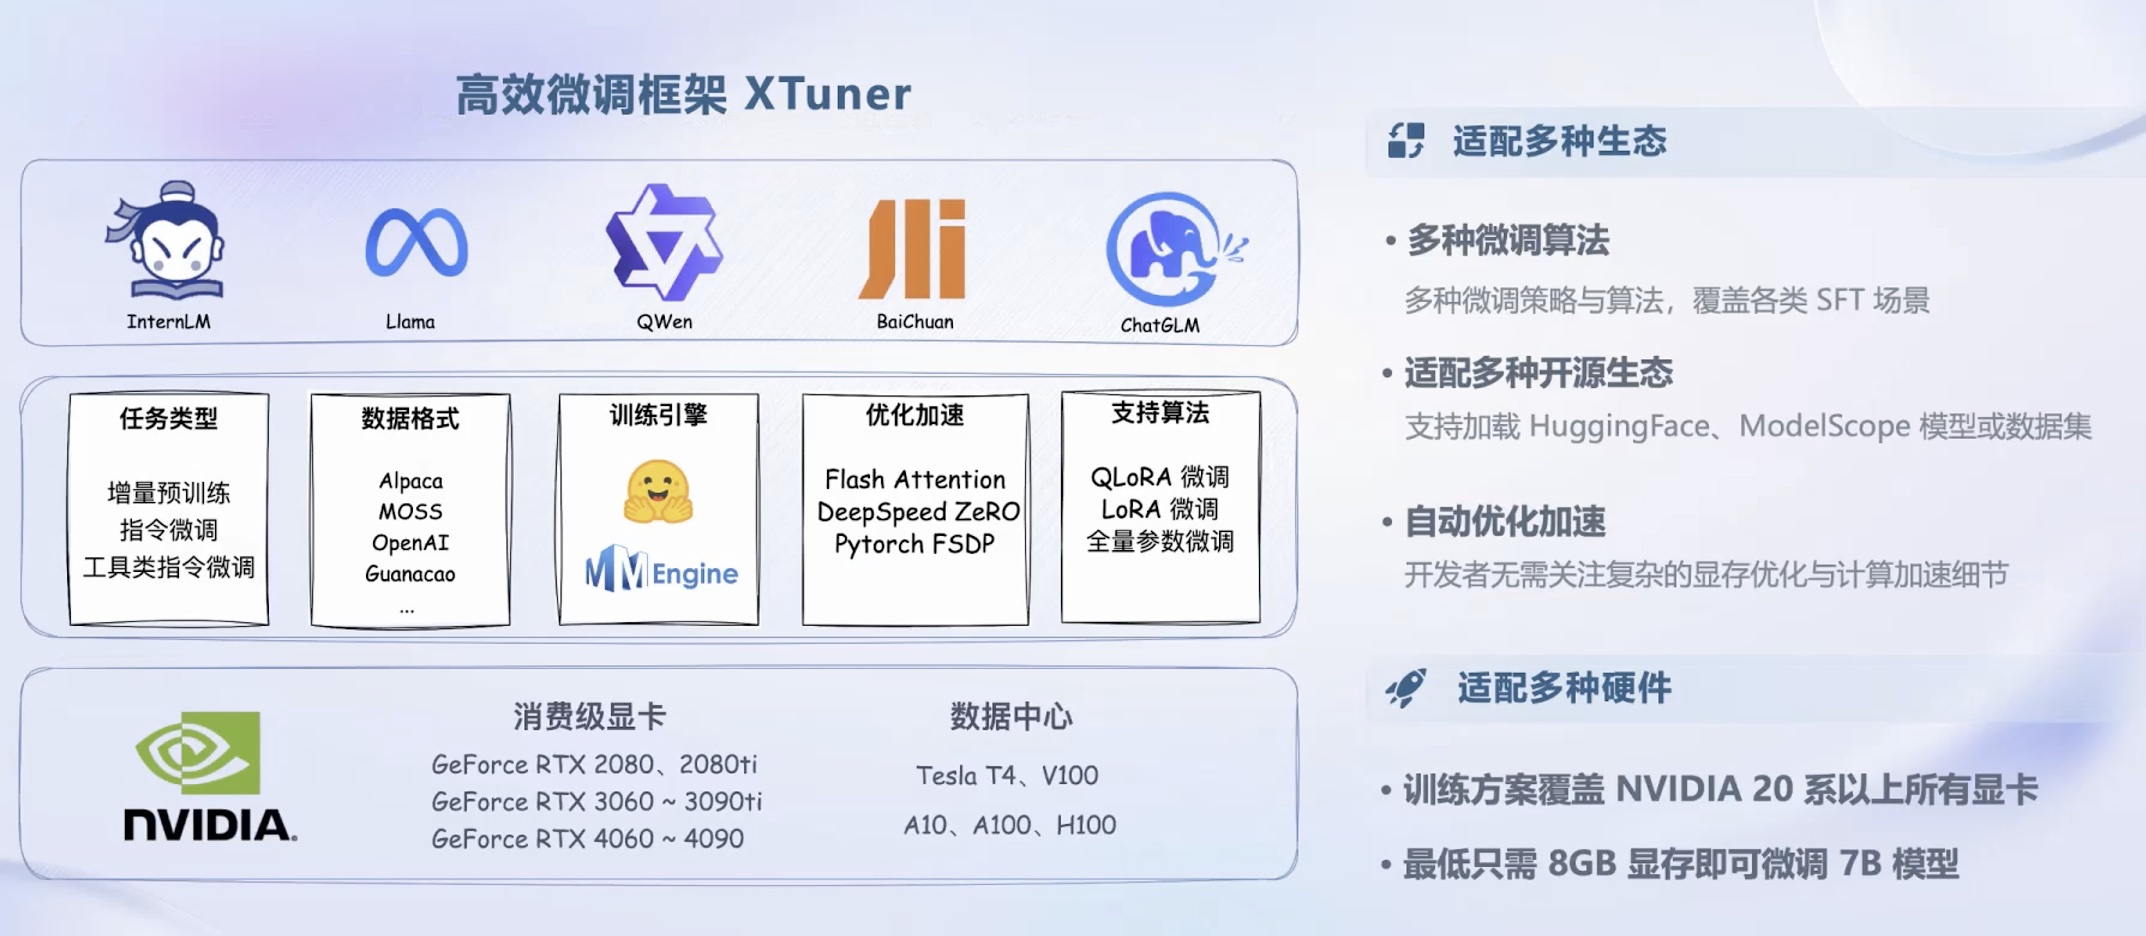 高效微调框架 XTuner
InternLM
Llama
QWen
BaiChuan
ChatGLM
任务类型
增量预训练
指令微调
工具类指令微调
数据格式
Alpaca
MOSS
OpenAI
Guanacao
...
训练引擎
MMEngine
优化加速
Flash Attention
DeepSpeed ZeRO
Pytorch FSDP
支持算法
QLoRA 微调
LoRA 微调
全量参数微调
NVIDIA.
消费级显卡
GeForce RTX 2080、2080ti
GeForce RTX 3060 ~ 3090ti
GeForce RTX 4060 ~ 4090
数据中心
Tesla T4、V100
A10、A100、H100
适配多种生态
• 多种微调算法
多种微调策略与算法，覆盖各类 SFT 场景
• 适配多种开源生态
支持加载 HuggingFace、ModelScope 模型或数据集
• 自动优化加速
开发者无需关注复杂的显存优化与计算加速细节
适配多种硬件
• 训练方案覆盖 NVIDIA 20 系以上所有显卡
• 最低只需 8GB 显存即可微调 7B 模型